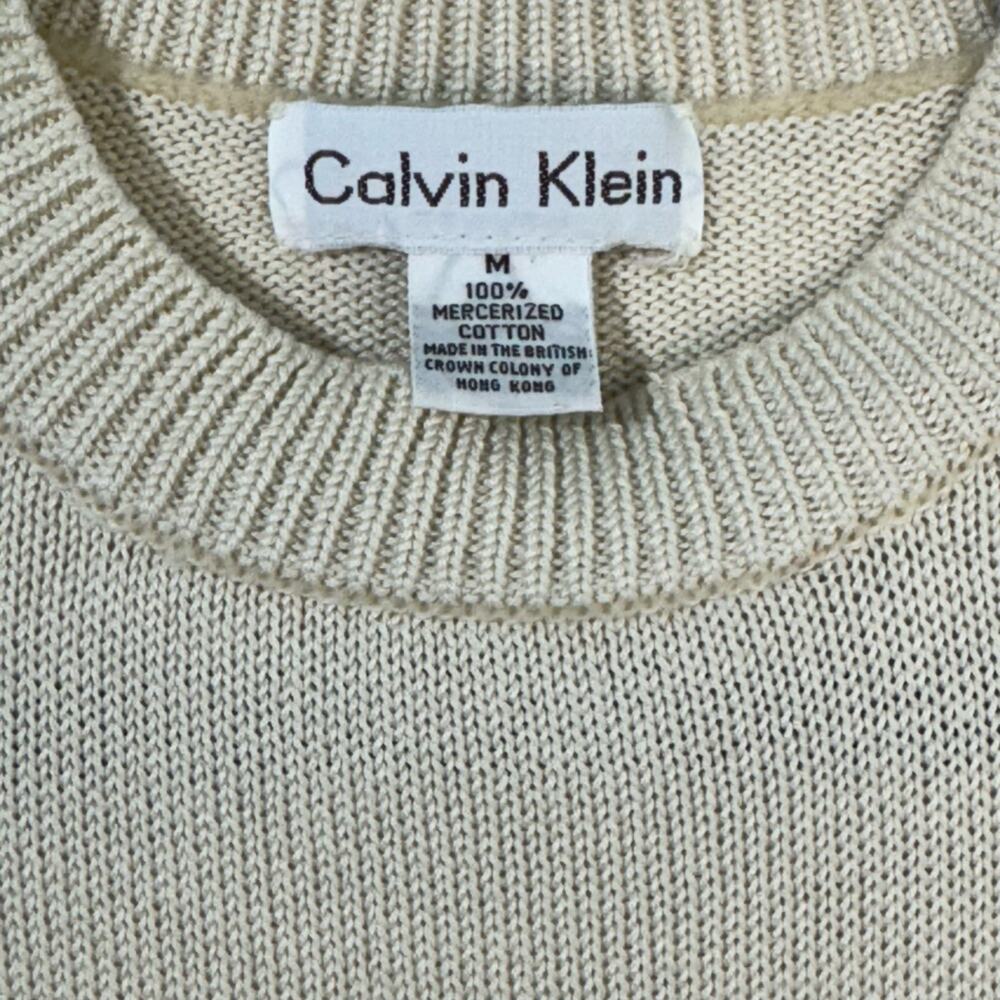 Calvin Klein
M
100%
MERCERIZED
COTTON
MADE IN THE BRITISH
CROWN COLONY OF
HONG KONG